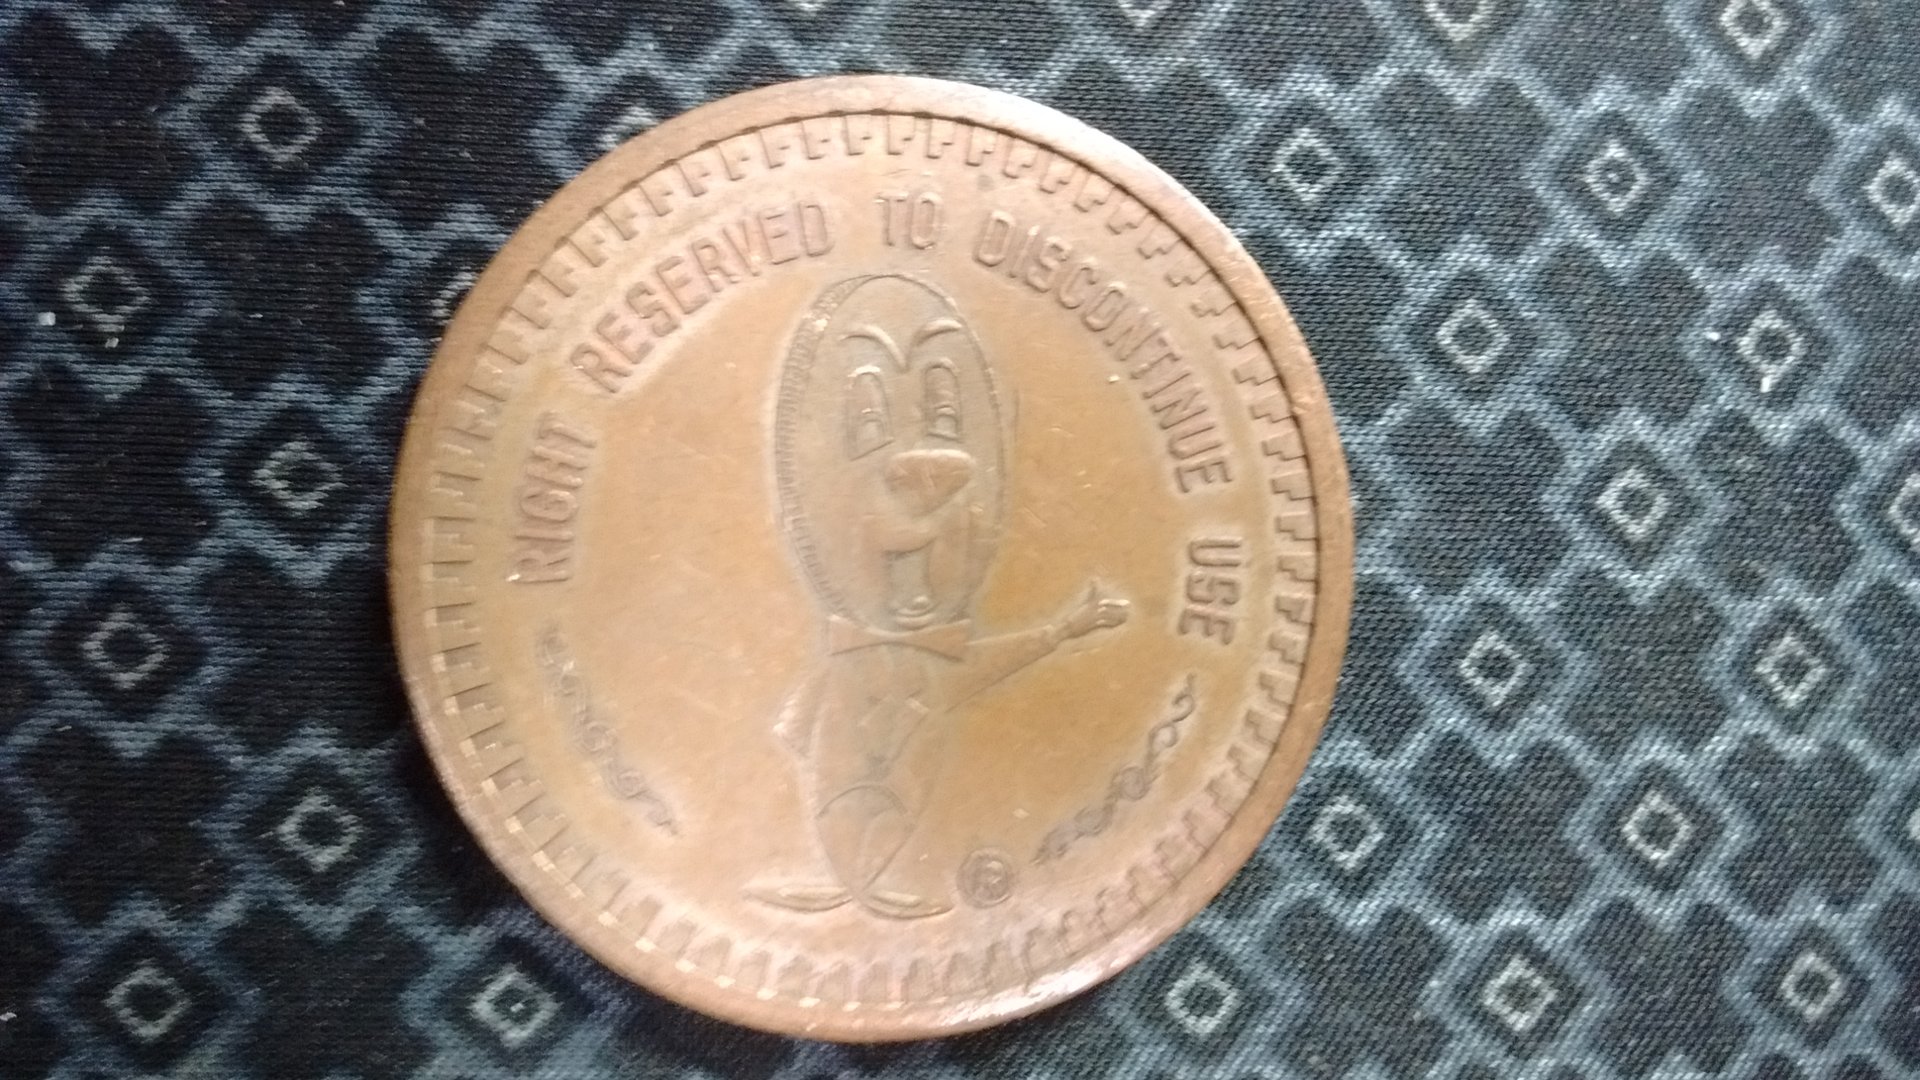 RIGHT RESERVED TO DISCONTINUE USE
®